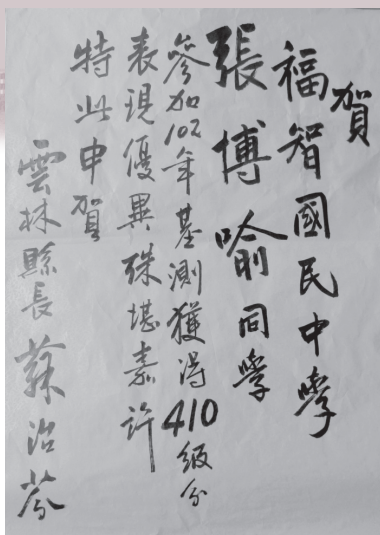 賀
福智國民中學
張博喻同學
參加102年基測獲得410級分
表現優異殊堪嘉許
特此申賀
雲林縣長蘇治芬